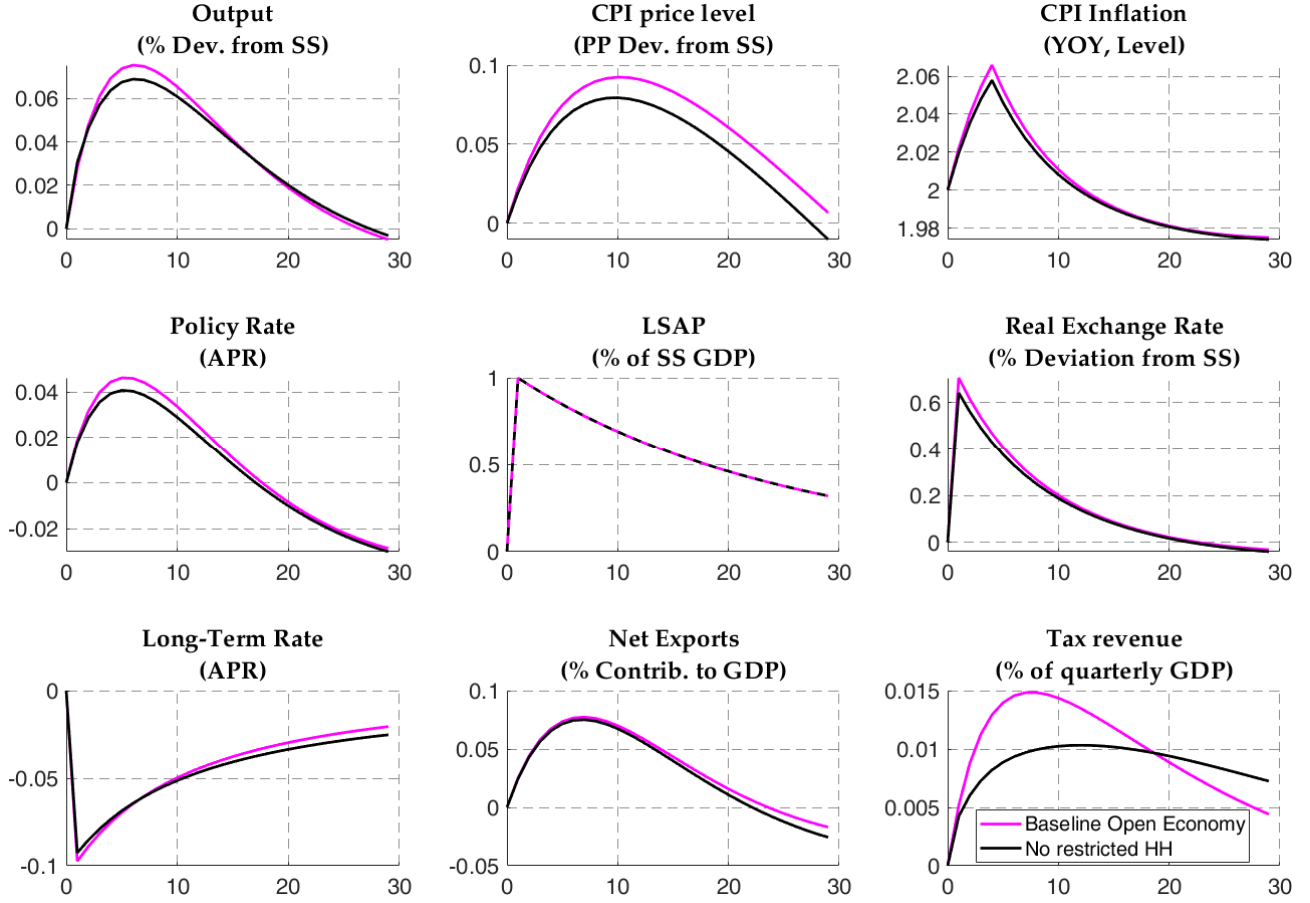 Output
(% Dev. from SS)
0.06
0.04
0.02
0
0 10 20 30
CPI price level
(PP Dev. from SS)
0.1
0.05
0
0 10 20 30
CPI Inflation
(YOY, Level)
2.06
2.04
2.02
2
1.98
0 10 20 30
Policy Rate
(APR)
0.04
0.02
0
-0.02
0 10 20 30
LSAP
(% of SS GDP)
1
0.5
0
0 10 20 30
Real Exchange Rate
(% Deviation from SS)
0.6
0.4
0.2
0
0 10 20 30
Long-Term Rate
(APR)
0
-0.05
-0.1
0 10 20 30
Net Exports
(% Contrib. to GDP)
0.1
0.05
0
-0.05
0 10 20 30
Tax revenue
(% of quarterly GDP)
0.015
0.01
0.005
0
Baseline Open Economy
No restricted HH
0 10 20 30